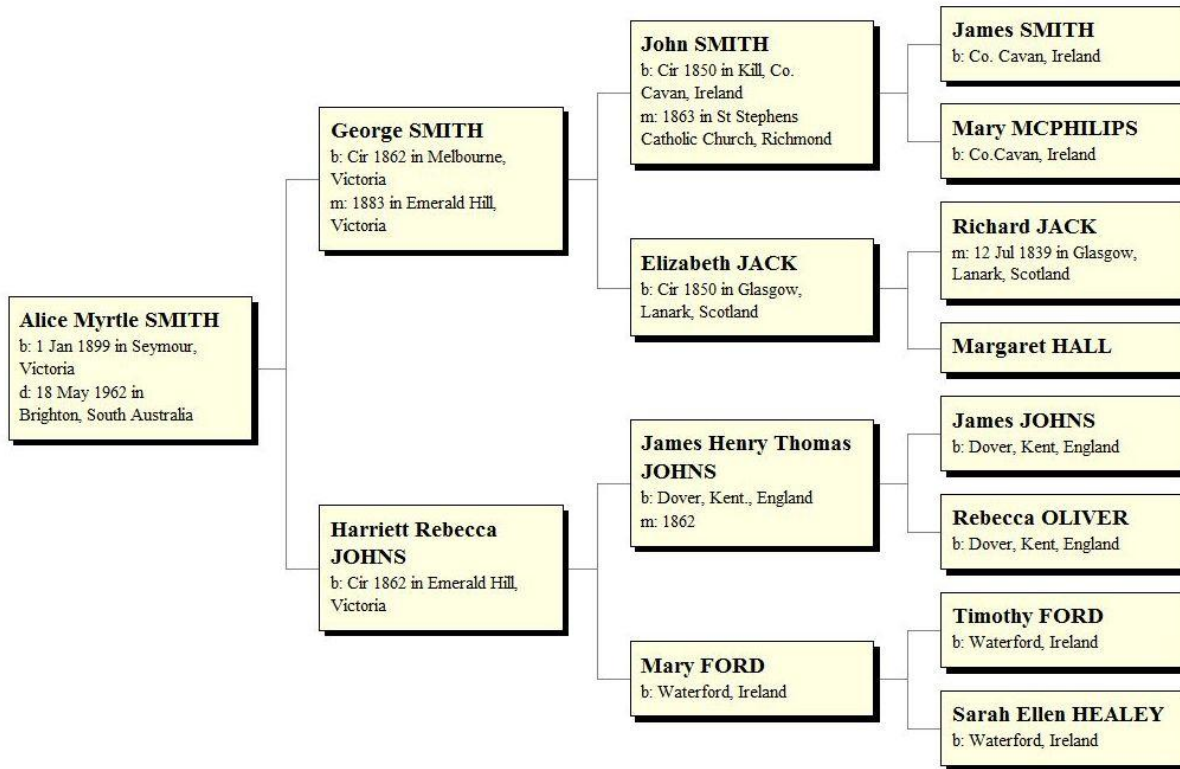 Alice Myrtle SMITH
b: 1 Jan 1899 in Seymour,
Victoria
d: 18 May 1962 in
Brighton, South Australia
George SMITH
b: Cir 1862 in Melbourne,
Victoria
m: 1883 in Emerald Hill,
Victoria
Harriett Rebecca
JOHNS
b: Cir 1862 in Emerald Hill,
Victoria
John SMITH
b: Cir 1850 in Kill, Co.
Cavan, Ireland
m: 1863 in St Stephens
Catholic Church, Richmond
Elizabeth JACK
b: Cir 1850 in Glasgow,
Lanark, Scotland
James Henry Thomas
JOHNS
b: Dover, Kent., England
m: 1862
Mary FORD
b: Waterford, Ireland
James SMITH
b: Co. Cavan, Ireland
Mary MCPHILIPS
b: Co.Cavan, Ireland
Richard JACK
m: 12 Jul 1839 in Glasgow,
Lanark, Scotland
Margaret HALL
James JOHNS
b: Dover, Kent, England
Rebecca OLIVER
b: Dover, Kent, England
Timothy FORD
b: Waterford, Ireland
Sarah Ellen HEALEY
b: Waterford, Ireland